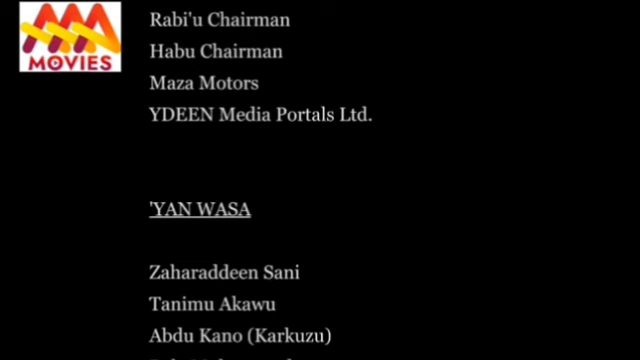 AAA
MOVIES
Rabi'u Chairman
Habu Chairman
Maza Motors
YDEEN Media Portals Ltd.
'YAN WASA
Zaharaddeen Sani
Tanimu Akawu
Abdu Kano (Karkuzu)